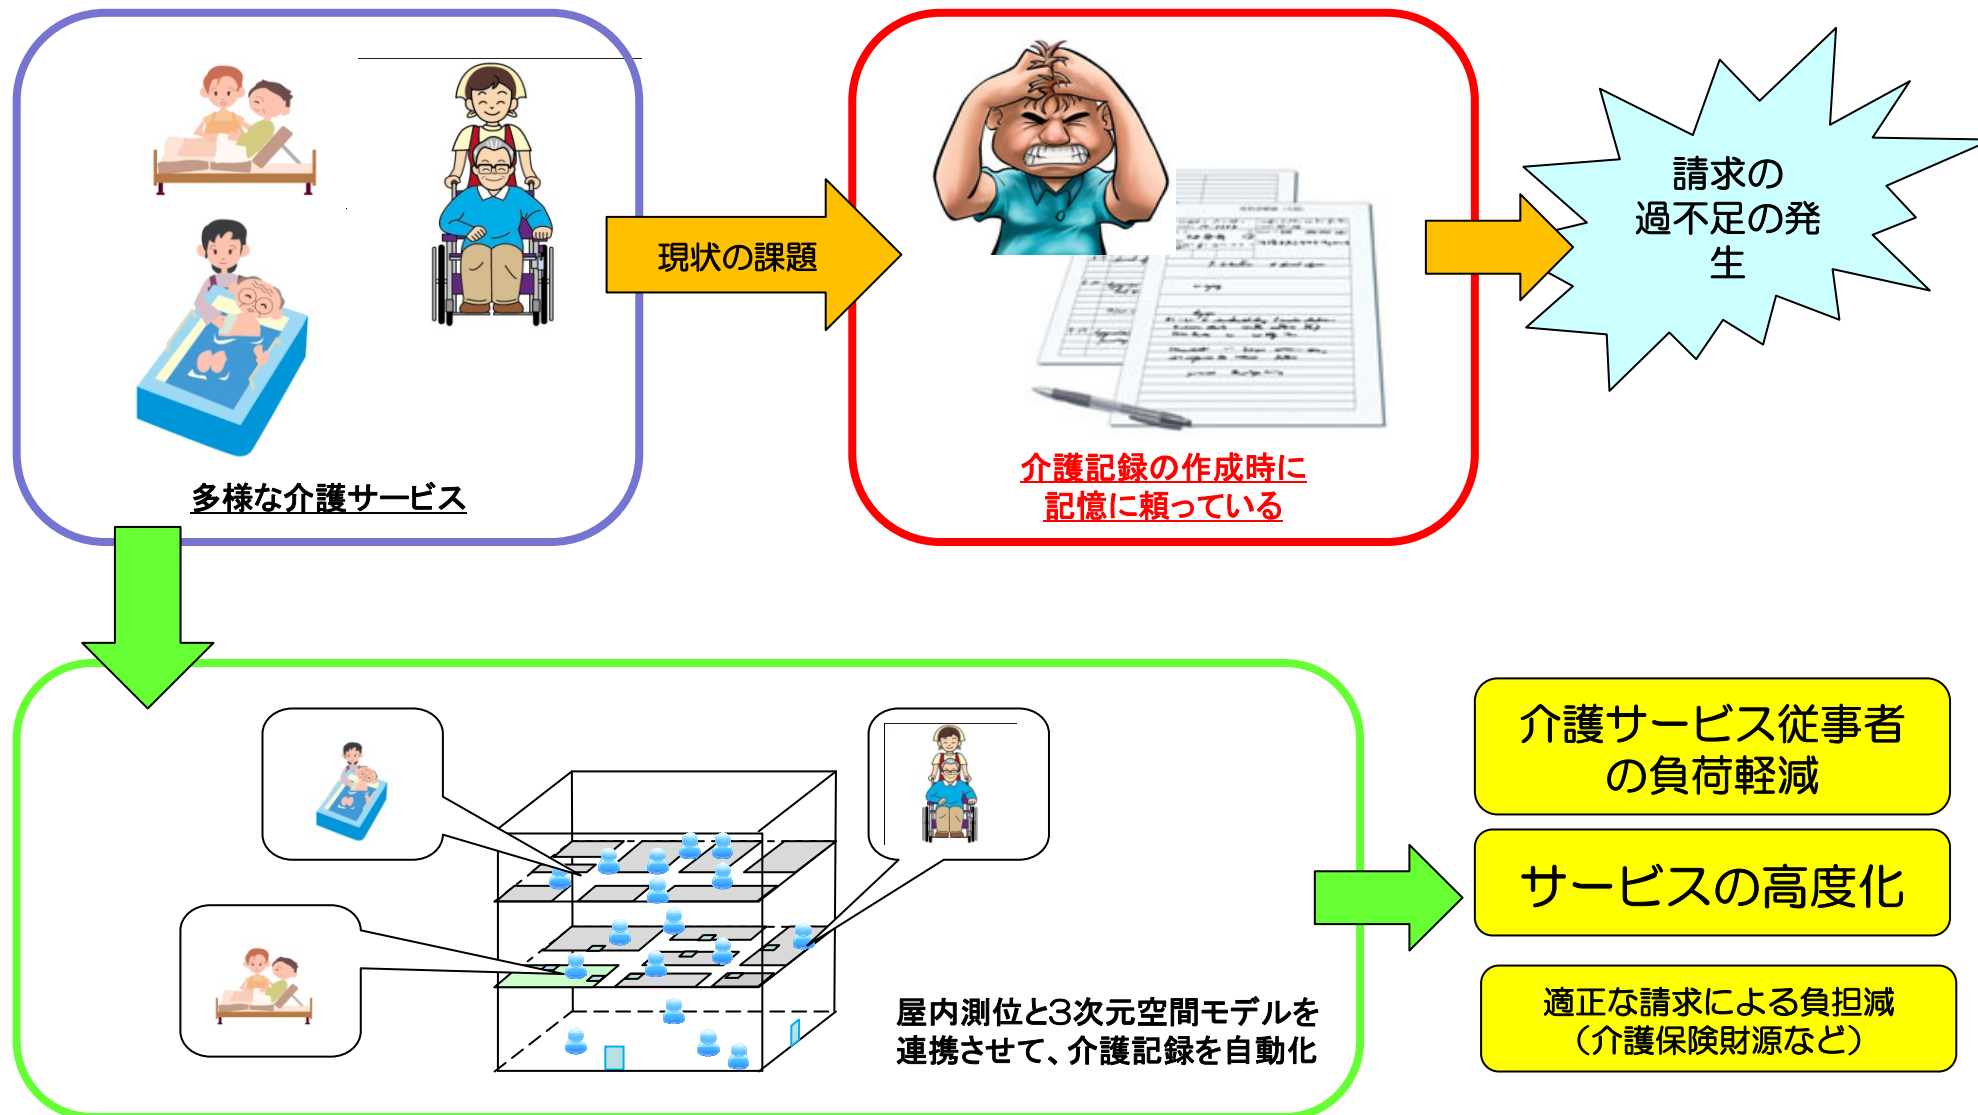 多様な介護サービス
現状の課題
介護記録の作成時に
記憶に頼っている
請求の
過不足の発
生
屋内測位と3次元空間モデルを
連携させて、介護記録を自動化
介護サービス従事者
の負荷軽減
サービスの高度化
適正な請求による負担減
（介護保険財源など）